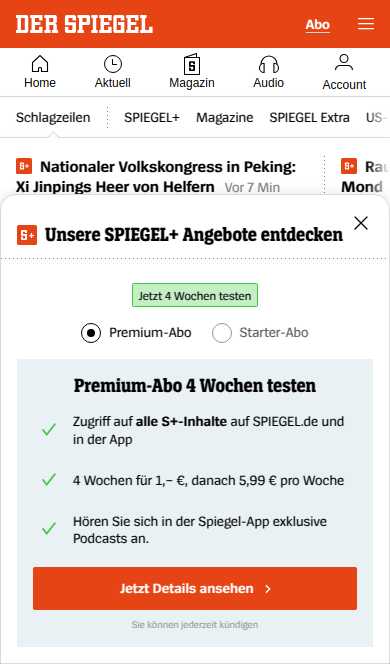 DER SPIEGEL
Abo
Home
Aktuell
Magazin
Audio
Account
Schlagzeilen
SPIEGEL+
Magazine
SPIEGEL Extra
US-
S+ Nationaler Volkskongress in Peking:
Xi Jinpings Heer von Helfern Vor 7 Min
S+
Mond
S+ Unsere SPIEGEL+ Angebote entdecken
Jetzt 4 Wochen testen
Premium-Abo
Starter-Abo
Premium-Abo 4 Wochen testen
Zugriff auf alle S+-Inhalte auf SPIEGEL.de und
in der App
4 Wochen für 1,– €, danach 5,99 € pro Woche
Hören Sie sich in der Spiegel-App exklusive
Podcasts an.
Jetzt Details ansehen
Sie können jederzeit kündigen